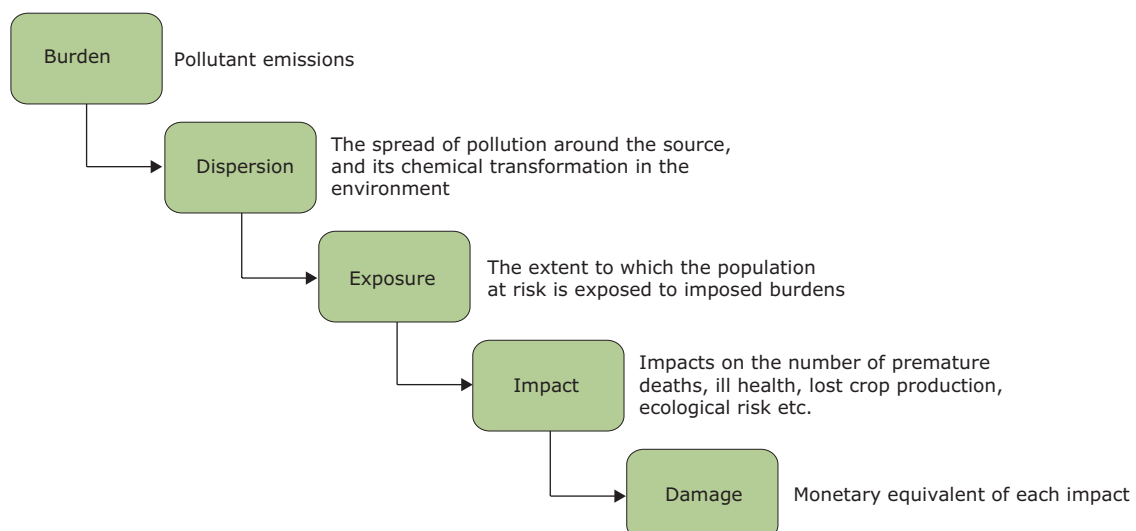 Burden
Pollutant emissions
Dispersion
The spread of pollution around the source,
and its chemical transformation in the
environment
Exposure
The extent to which the population
at risk is exposed to imposed burdens
Impact
Impacts on the number of premature
deaths, ill health, lost crop production,
ecological risk etc.
Damage
Monetary equivalent of each impact